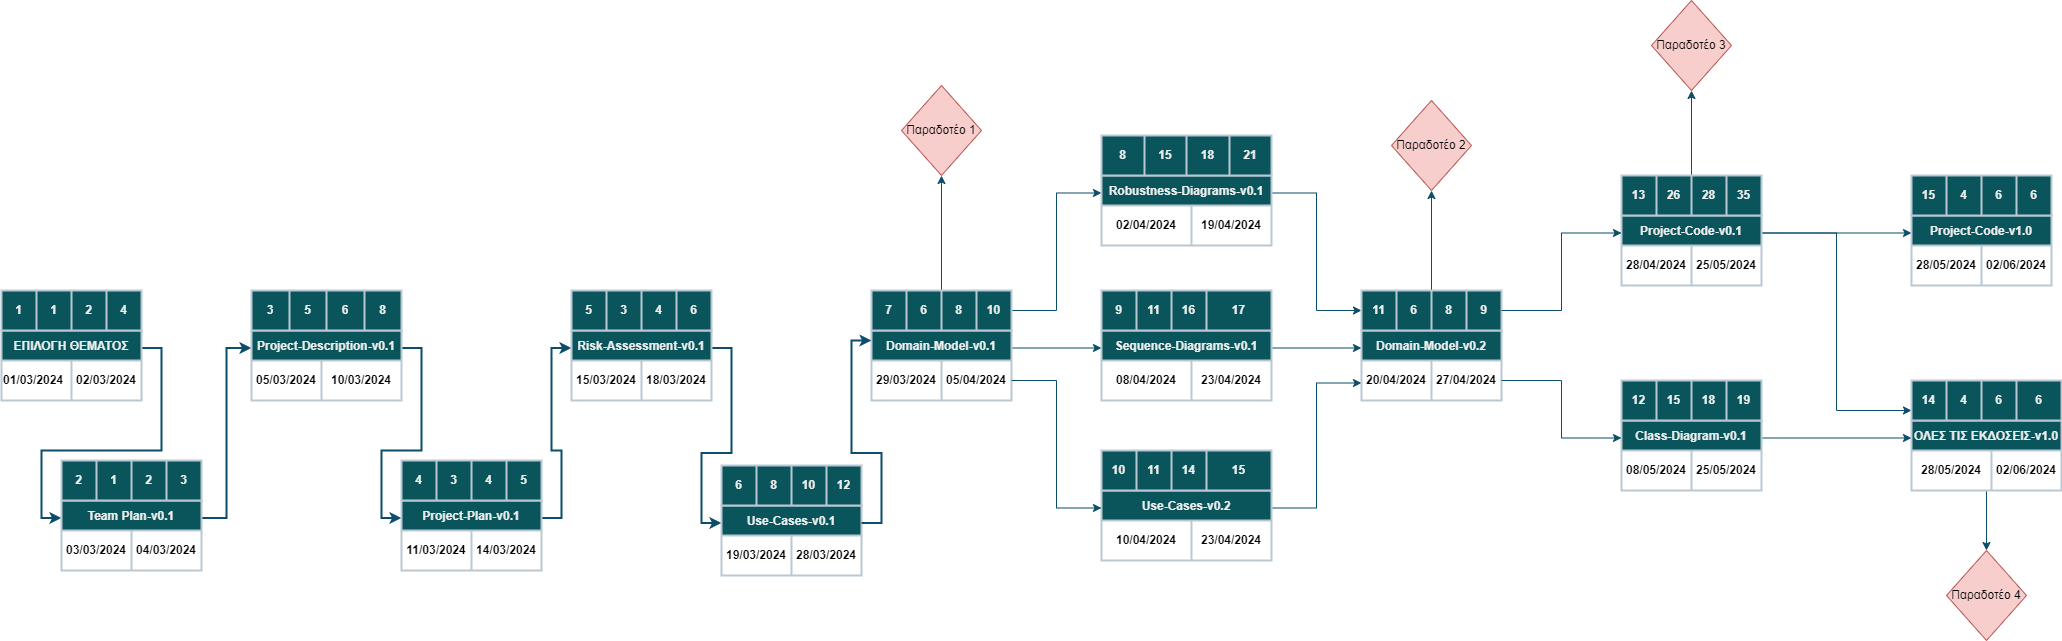 1 1 2 4
ΕΠΙΛΟΓΗ ΘΕΜΑΤΟΣ
01/03/2024 02/03/2024
2 1 2 3
Team Plan-v0.1
03/03/2024 04/03/2024
3 5 6 8
Project-Description-v0.1
05/03/2024 10/03/2024
4 3 4 5
Project-Plan-v0.1
11/03/2024 14/03/2024
5 3 4 6
Risk-Assessment-v0.1
15/03/2024 18/03/2024
6 8 10 12
Use-Cases-v0.1
19/03/2024 28/03/2024
Παραδοτέο 1
7 6 8 10
Domain-Model-v0.1
29/03/2024 05/04/2024
8 15 18 21
Robustness-Diagrams-v0.1
02/04/2024 19/04/2024
9 11 16 17
Sequence-Diagrams-v0.1
08/04/2024 23/04/2024
10 11 14 15
Use-Cases-v0.2
10/04/2024 23/04/2024
Παραδοτέο 2
11 6 8 9
Domain-Model-v0.2
20/04/2024 27/04/2024
Παραδοτέο 3
13 26 28 35
Project-Code-v0.1
28/04/2024 25/05/2024
12 15 18 19
Class-Diagram-v0.1
08/05/2024 25/05/2024
15 4 6 6
Project-Code-v1.0
28/05/2024 02/06/2024
14 4 6 6
ΟΛΕΣ ΤΙΣ ΕΚΔΟΣΕΙΣ-v1.0
28/05/2024 02/06/2024
Παραδοτέο 4